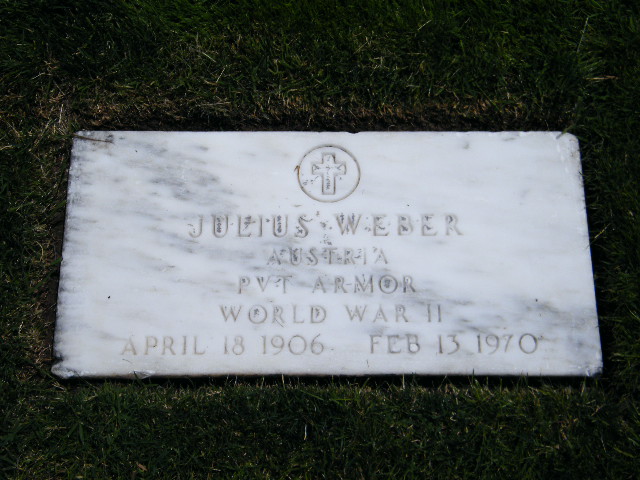 JULIUS WEBER
AUSTRIA
PVT ARMOR
WORLD WAR II
APRIL 18 1906 FEB 13 1970